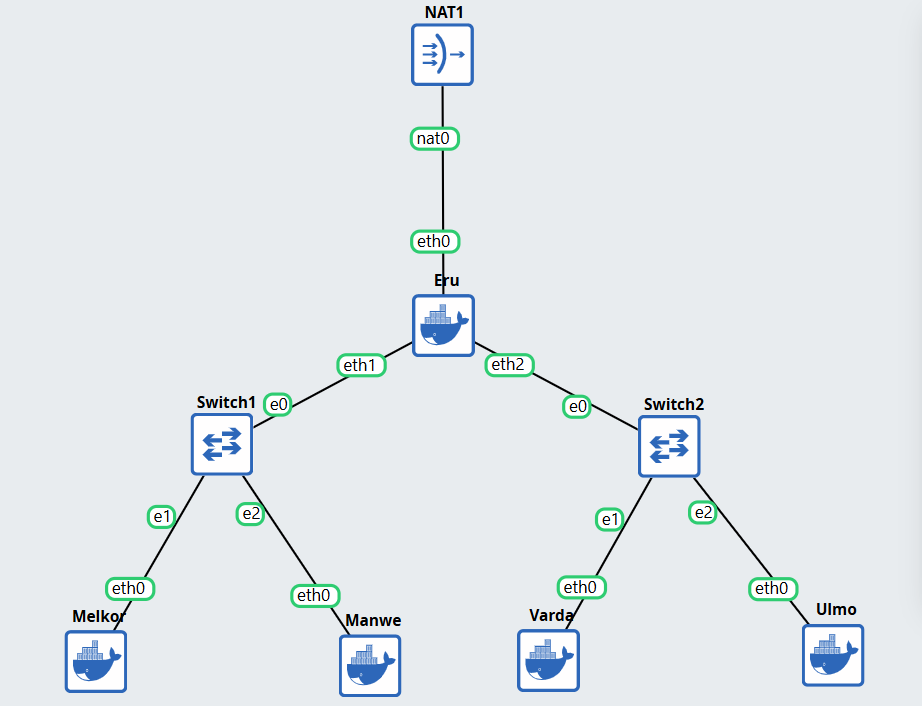 NAT1
nat0
eth0
Eru
eth1
eth2
Switch1
e0
e0
Switch2
e1
e2
e1
e2
eth0
eth0
eth0
eth0
Melkor
Manwe
Varda
Ulmo